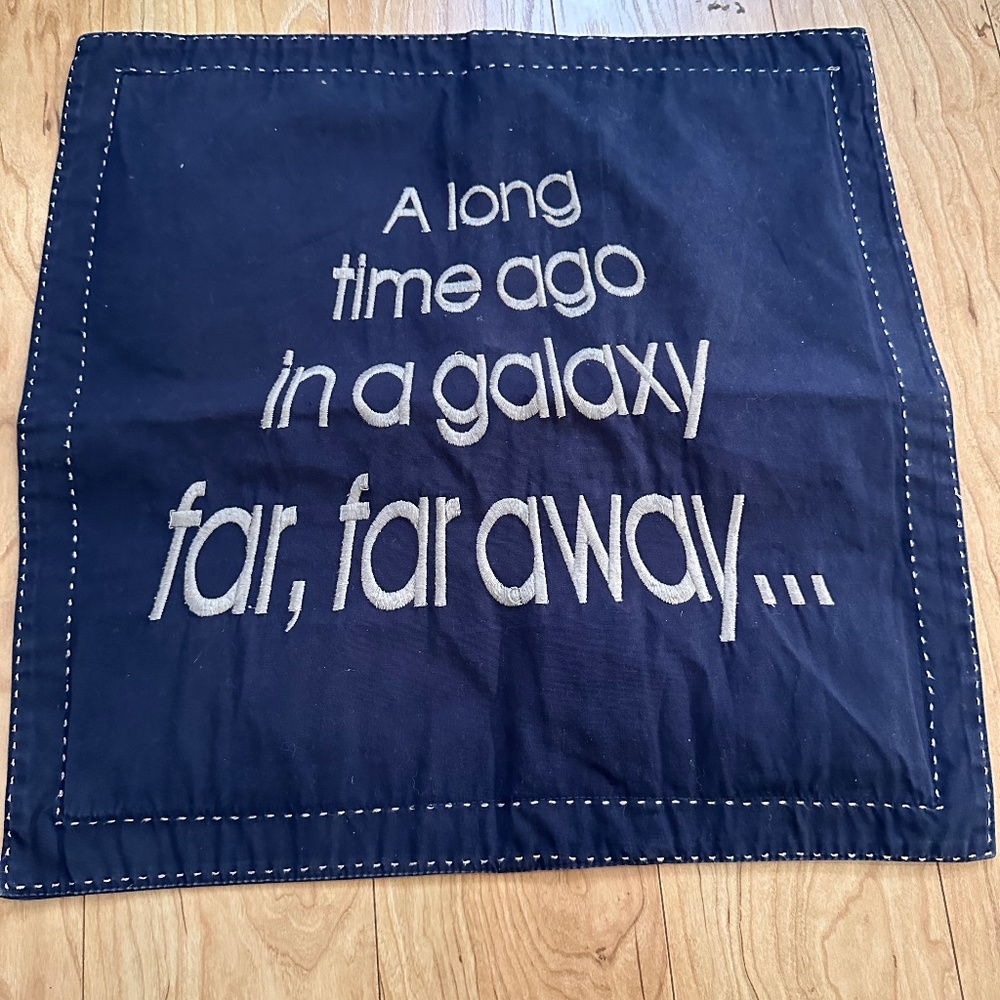 A long
time ago
in a galaxy
far, far away...